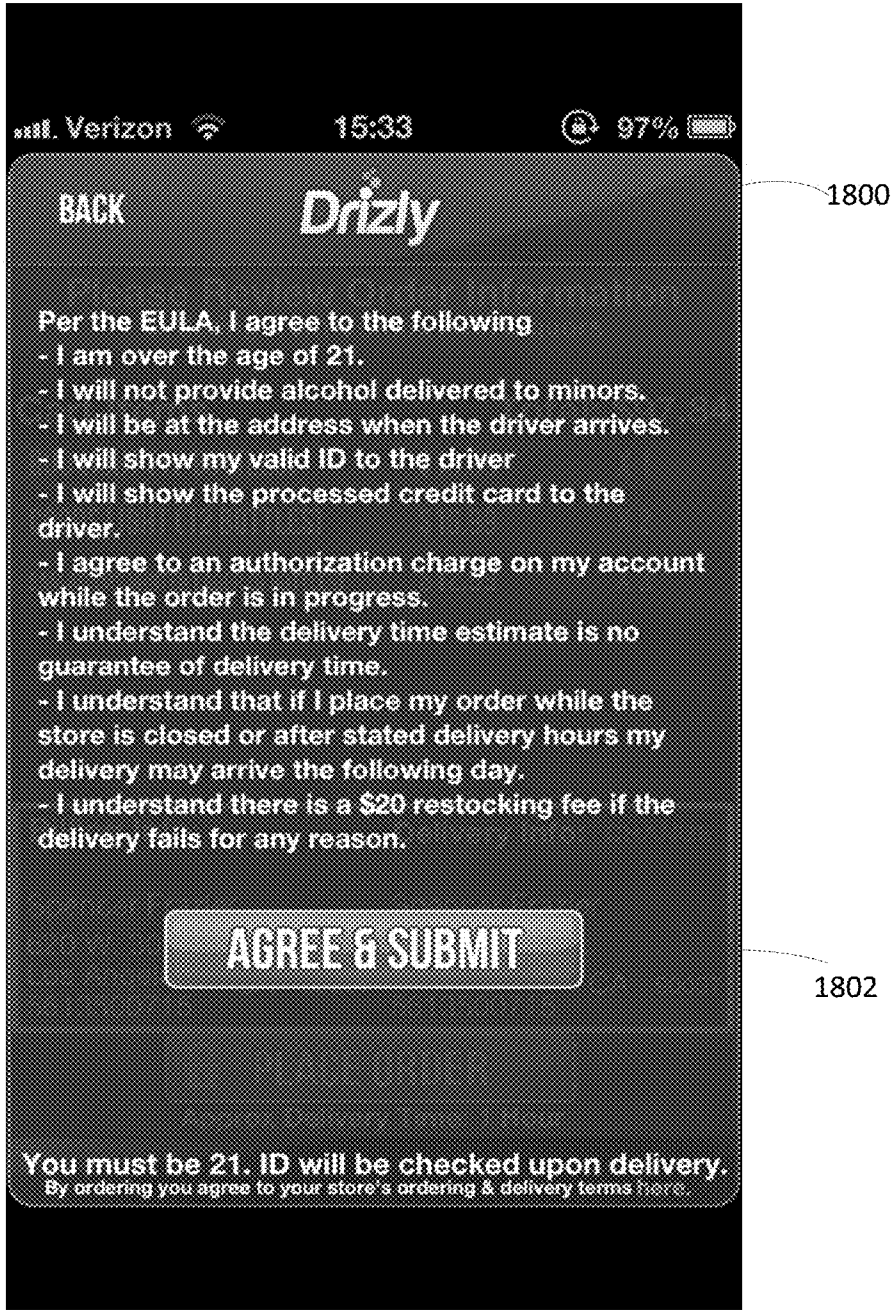 Verizon 15:33 97%
1800
BACK Drizly
Per the EULA, I agree to the following
- I am over the age of 21.
- I will not provide alcohol delivered to minors.
- I will be at the address when the driver arrives.
- I will show my valid ID to the driver
- I will show the processed credit card to the
driver.
- I agree to an authorization charge on my account
while the order is in progress.
- I understand the delivery time estimate is no
guarantee of delivery time.
- I understand that if I place my order while the
store is closed or after stated delivery hours my
delivery may arrive the following day.
- I understand there is a $20 restocking fee if the
delivery fails for any reason.
AGREE & SUBMIT
1802
You must be 21. ID will be checked upon delivery.
By ordering you agree to your store's ordering & delivery terms here.